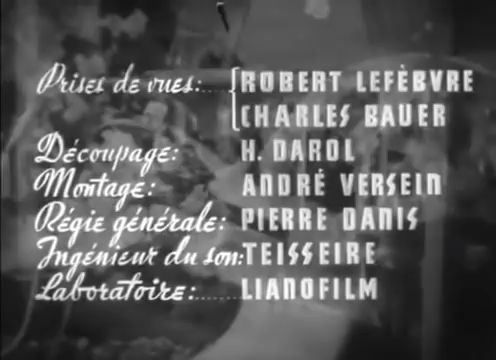 Prises de vues:....{ROBERT LEFÈBVRE
CHARLES BAUER
Découpage: H. DAROL
Montage: ANDRÉ VERSEIN
Régie générale: PIERRE DANIS
Ingénieur du son: TEISSEIRE
Laboratoire:......LIANOFILM